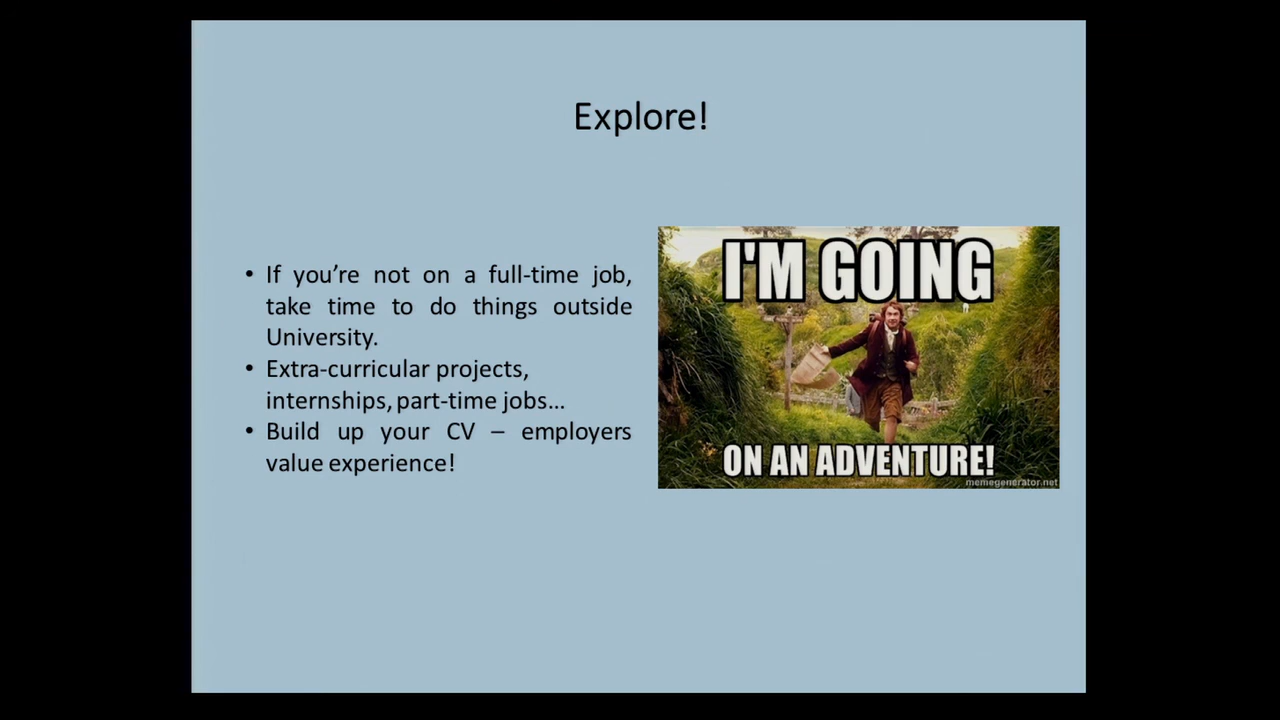 Explore!
• If you’re not on a full-time job,
take time to do things outside
University.
• Extra-curricular projects,
internships, part-time jobs…
• Build up your CV – employers
value experience!
I'M GOING
ON AN ADVENTURE!
memegenerator.net